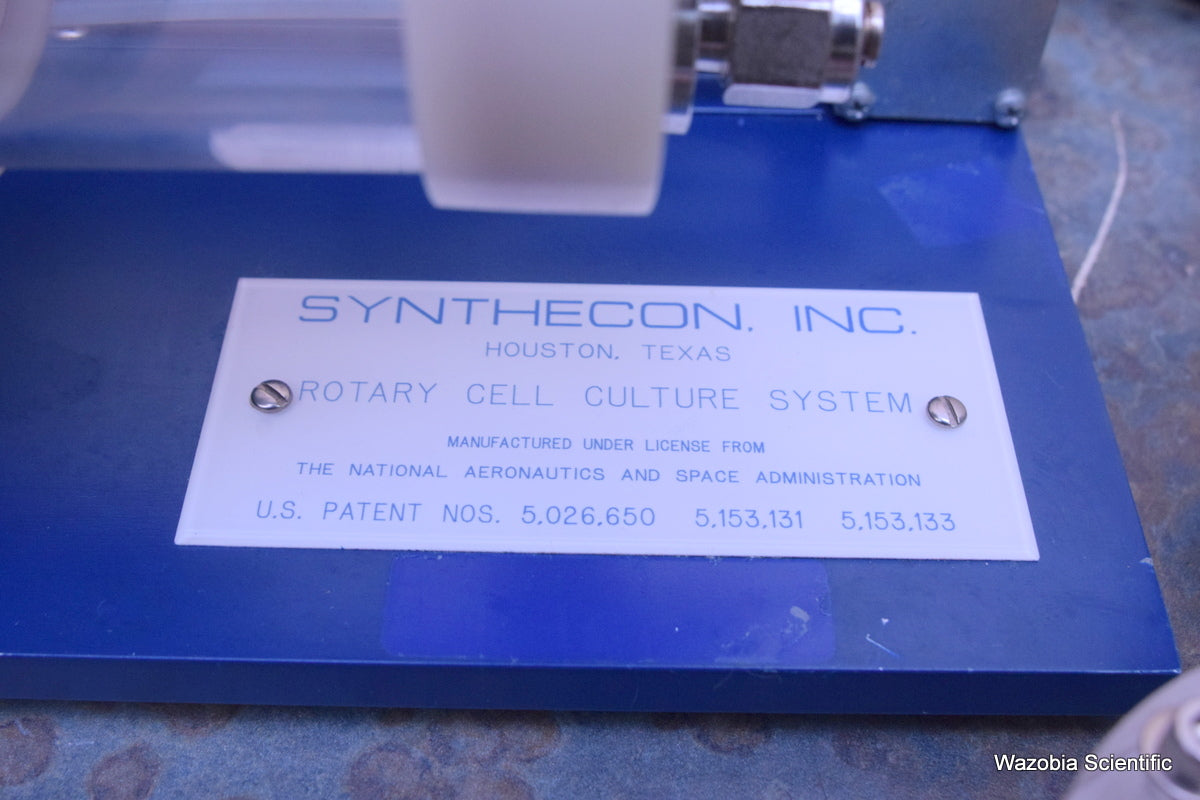 SYNTHECON, INC.
HOUSTON, TEXAS
ROTARY CELL CULTURE SYSTEM
MANUFACTURED UNDER LICENSE FROM
THE NATIONAL AERONAUTICS AND SPACE ADMINISTRATION
U.S. PATENT NOS. 5,026,650 5,153,131 5,153,133
Wazobia Scientific